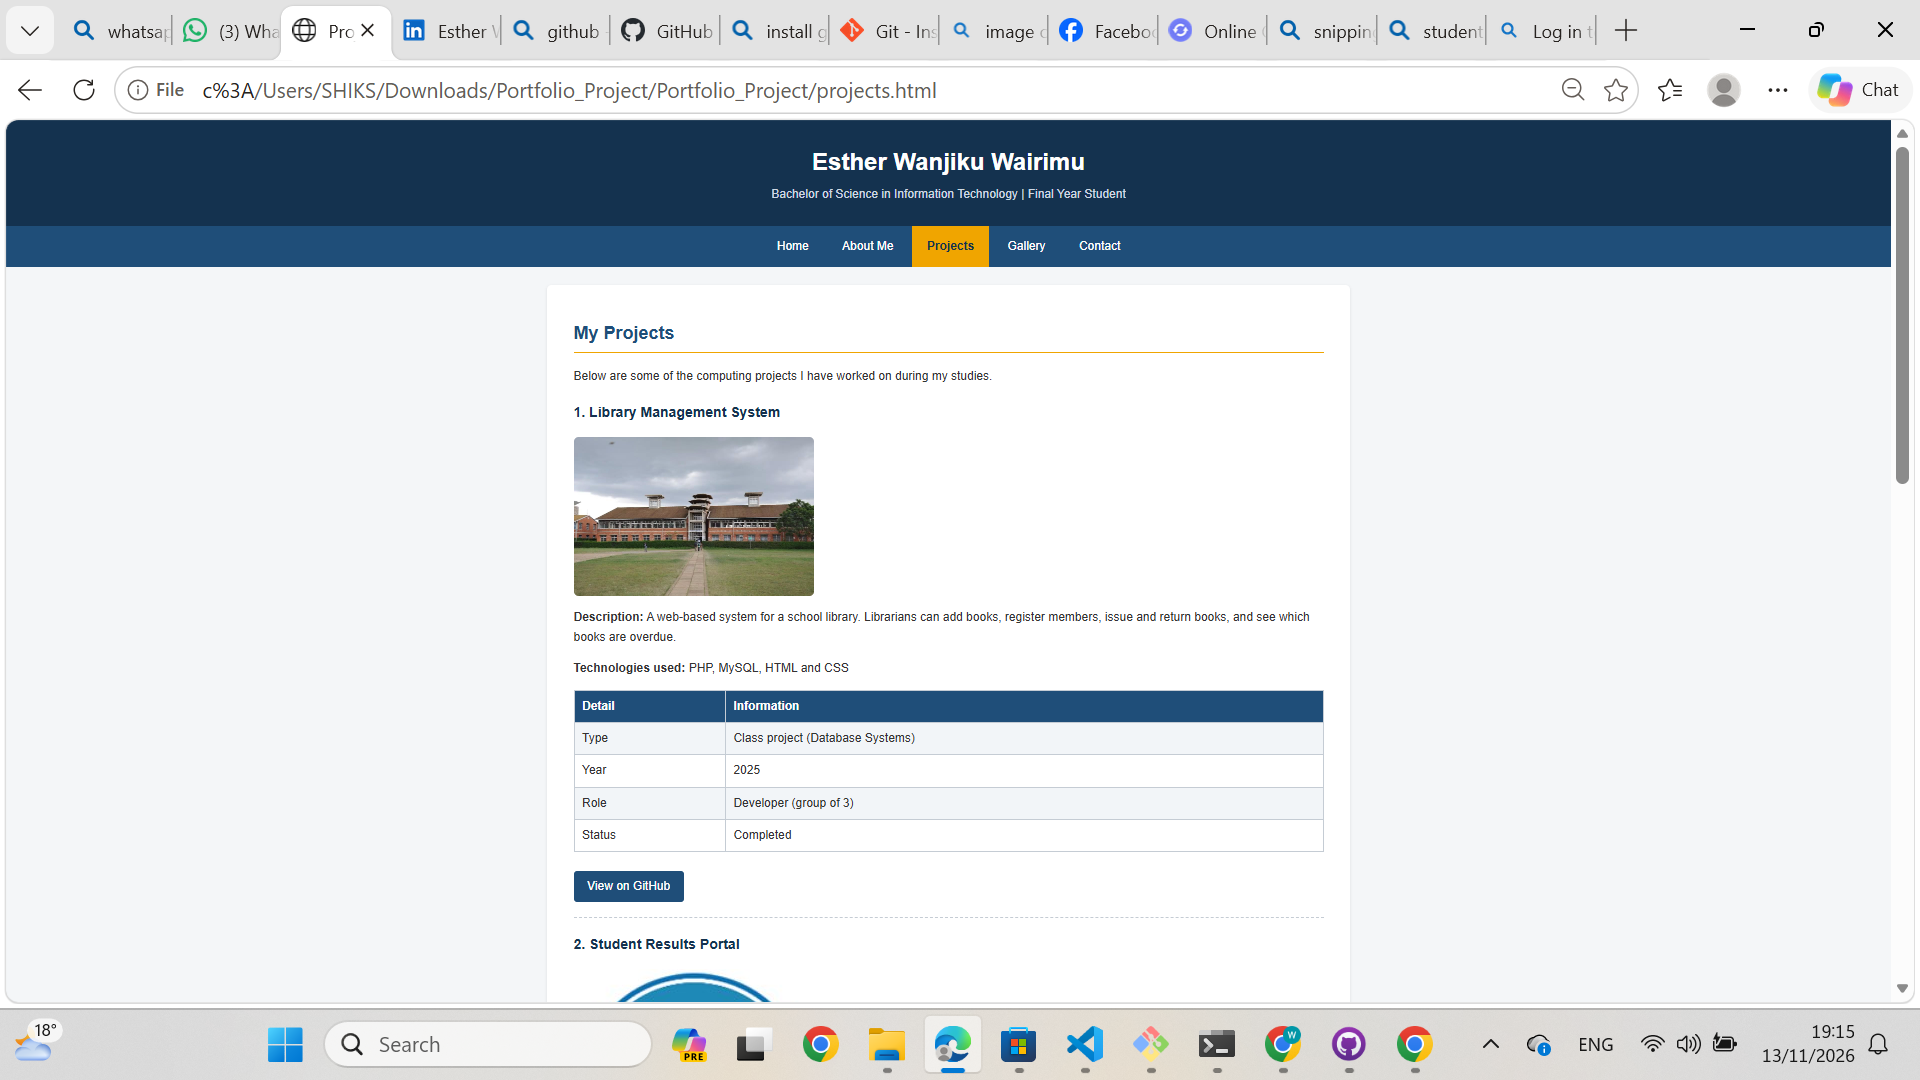 whatsap
(3) Wha
Pro
Esther W
github -
GitHub
install g
Git - Ins
image c
Facebo
Online
snippin
student
Log in t
File c%3A/Users/SHIKS/Downloads/Portfolio_Project/Portfolio_Project/projects.html
Chat
Esther Wanjiku Wairimu
Bachelor of Science in Information Technology | Final Year Student
Home About Me Projects Gallery Contact
My Projects
Below are some of the computing projects I have worked on during my studies.
1. Library Management System
Description: A web-based system for a school library. Librarians can add books, register members, issue and return books, and see which
books are overdue.
Technologies used: PHP, MySQL, HTML and CSS
Detail Information
Type Class project (Database Systems)
Year 2025
Role Developer (group of 3)
Status Completed
View on GitHub
2. Student Results Portal
18°
Search
PRE
W
ENG
19:15
13/11/2026